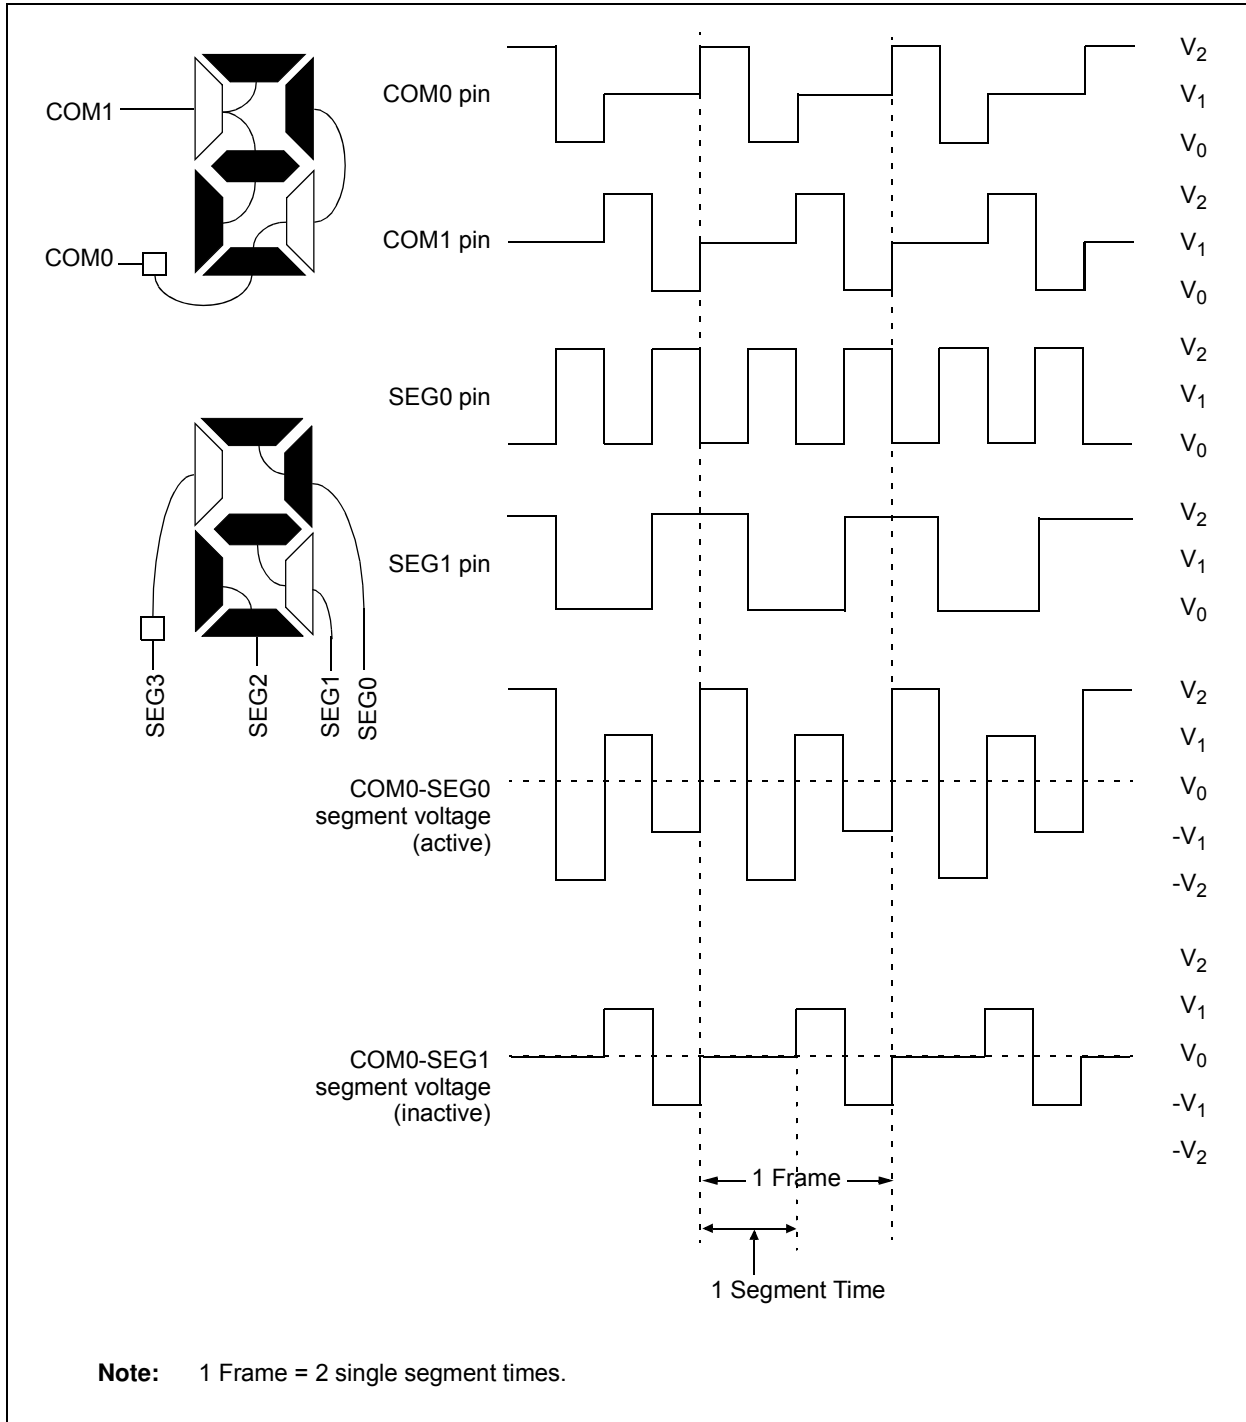 COM1
COM0
SEG3
SEG2
SEG1
SEG0
COM0 pin
V2
V1
V0
COM1 pin
V2
V1
V0
SEG0 pin
V2
V1
V0
SEG1 pin
V2
V1
V0
COM0-SEG0
segment voltage
(active)
V2
V1
V0
-V1
-V2
COM0-SEG1
segment voltage
(inactive)
V2
V1
V0
-V1
-V2
1 Frame
1 Segment Time
Note: 1 Frame = 2 single segment times.